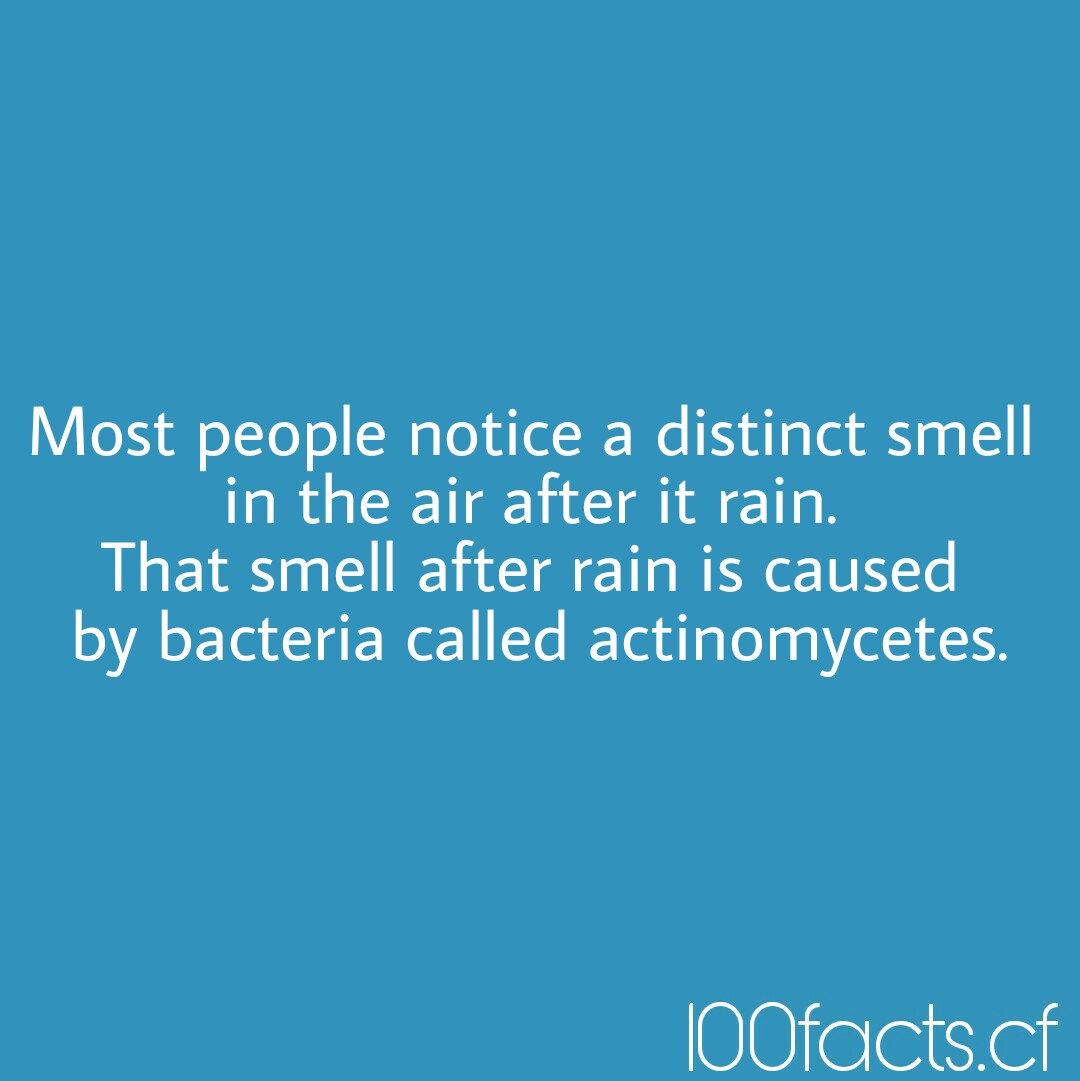 Most people notice a distinct smell
in the air after it rain.
That smell after rain is caused
by bacteria called actinomycetes.
100facts.cf